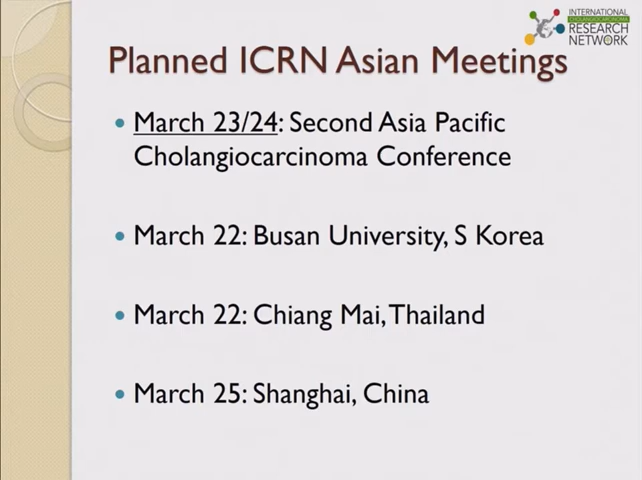 INTERNATIONAL
CHOLANGIOCARCINOMA
RESEARCH
NETWORK
Planned ICRN Asian Meetings
• March 23/24: Second Asia Pacific
Cholangiocarcinoma Conference
• March 22: Busan University, S Korea
• March 22: Chiang Mai, Thailand
• March 25: Shanghai, China